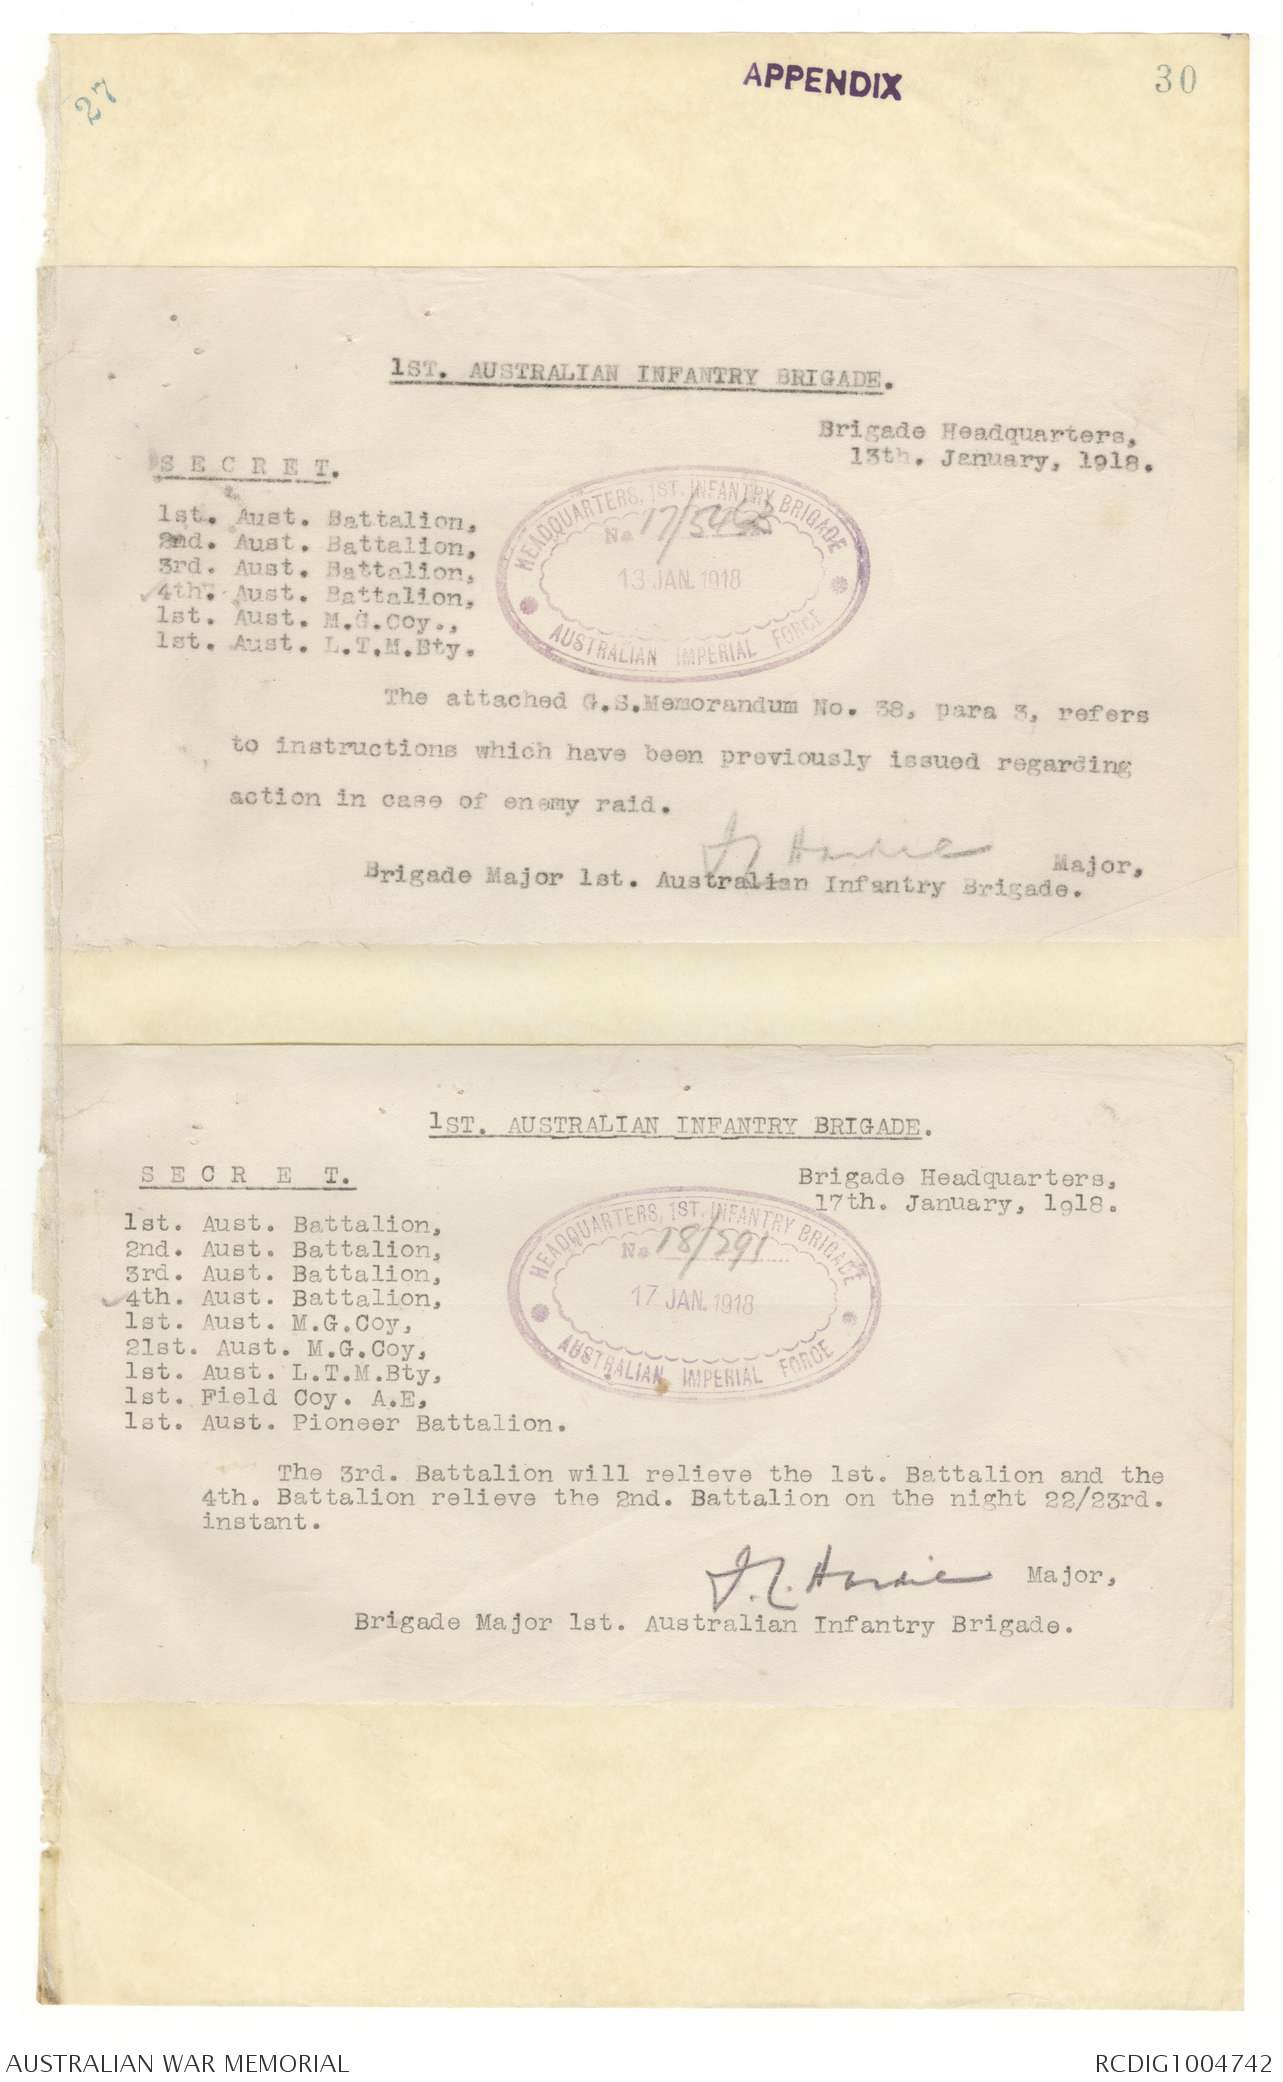 27
APPENDIX
30
1ST. AUSTRALIAN INFANTRY BRIGADE.
Brigade Headquarters,
13th. January, 1918.
S E C R E T.
1st. Aust. Battalion,
2nd. Aust. Battalion,
3rd. Aust. Battalion,
4th. Aust. Battalion,
1st. Aust. M.G.Coy.,
1st. Aust. L.T.M.Bty.
HEADQUARTERS, 1ST. INFANTRY BRIGADE
No
13 JAN. 1918
AUSTRALIAN IMPERIAL FORCE
The attached G.S.Memorandum No. 38, para 3, refers
to instructions which have been previously issued regarding
action in case of enemy raid.
J.L. Hardie Major,
Brigade Major 1st. Australian Infantry Brigade.
1ST. AUSTRALIAN INFANTRY BRIGADE.
S E C R E T.
Brigade Headquarters,
17th. January, 1918.
1st. Aust. Battalion,
2nd. Aust. Battalion,
3rd. Aust. Battalion,
4th. Aust. Battalion,
1st. Aust. M.G.Coy,
21st. Aust. M.G.Coy,
1st. Aust. L.T.M.Bty,
1st. Field Coy. A.E,
1st. Aust. Pioneer Battalion.
HEADQUARTERS, 1ST. INFANTRY BRIGADE
No 18/591
17 JAN. 1918
AUSTRALIAN IMPERIAL FORCE
The 3rd. Battalion will relieve the 1st. Battalion and the
4th. Battalion relieve the 2nd. Battalion on the night 22/23rd.
instant.
J.L. Hardie Major,
Brigade Major 1st. Australian Infantry Brigade.
AUSTRALIAN WAR MEMORIAL
RCDIG1004742